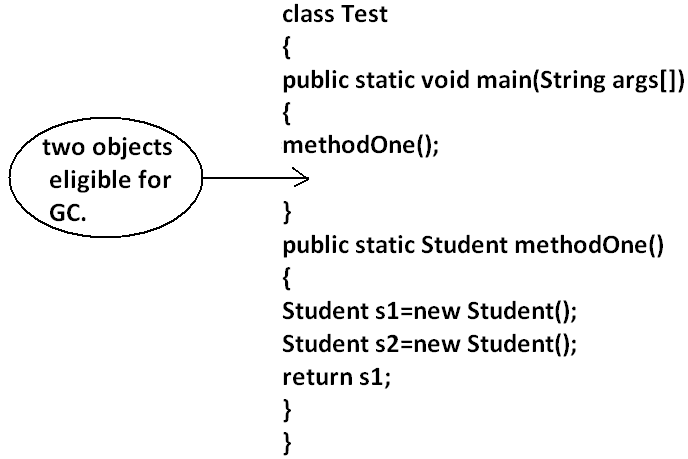 class Test
{
public static void main(String args[])
{
methodOne();
two objects
eligible for
GC.
}
public static Student methodOne()
{
Student s1=new Student();
Student s2=new Student();
return s1;
}
}